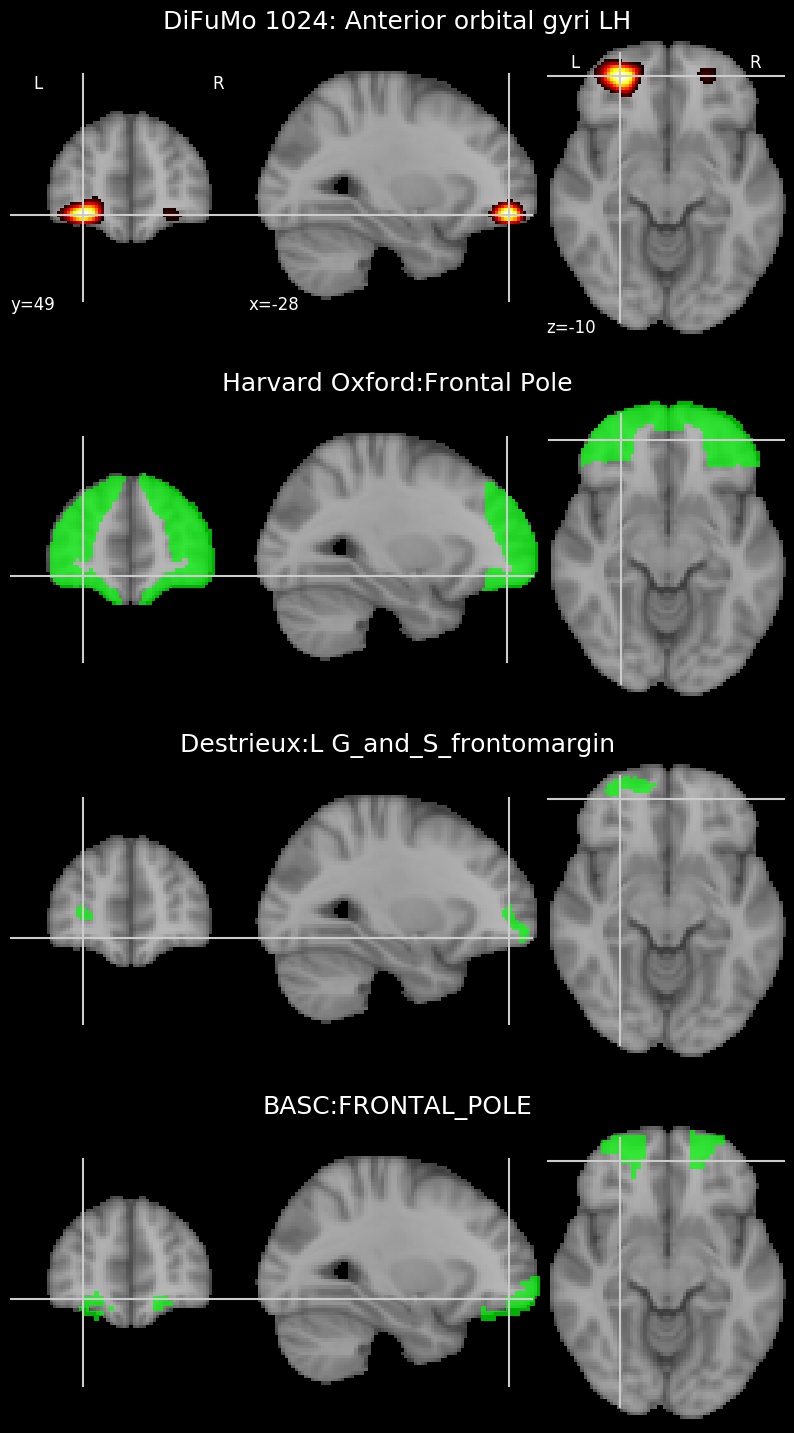 DiFuMo 1024: Anterior orbital gyri LH
L R L R
y=49 x=-28 z=-10
Harvard Oxford:Frontal Pole
Destrieux:L G_and_S_frontomargin
BASC:FRONTAL_POLE